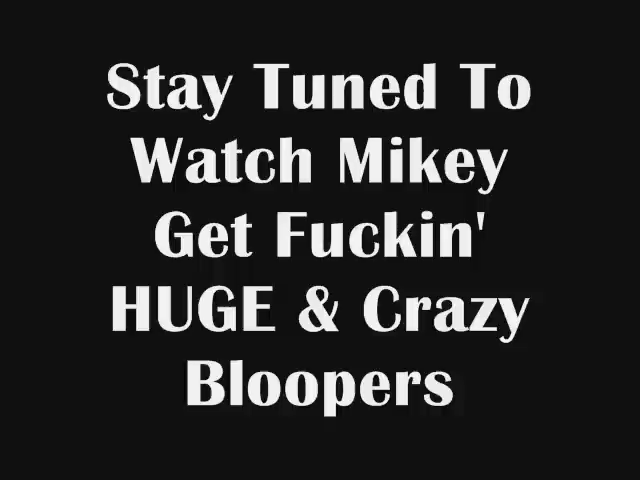 Stay Tuned To
Watch Mikey
Get Fuckin'
HUGE & Crazy
Bloopers